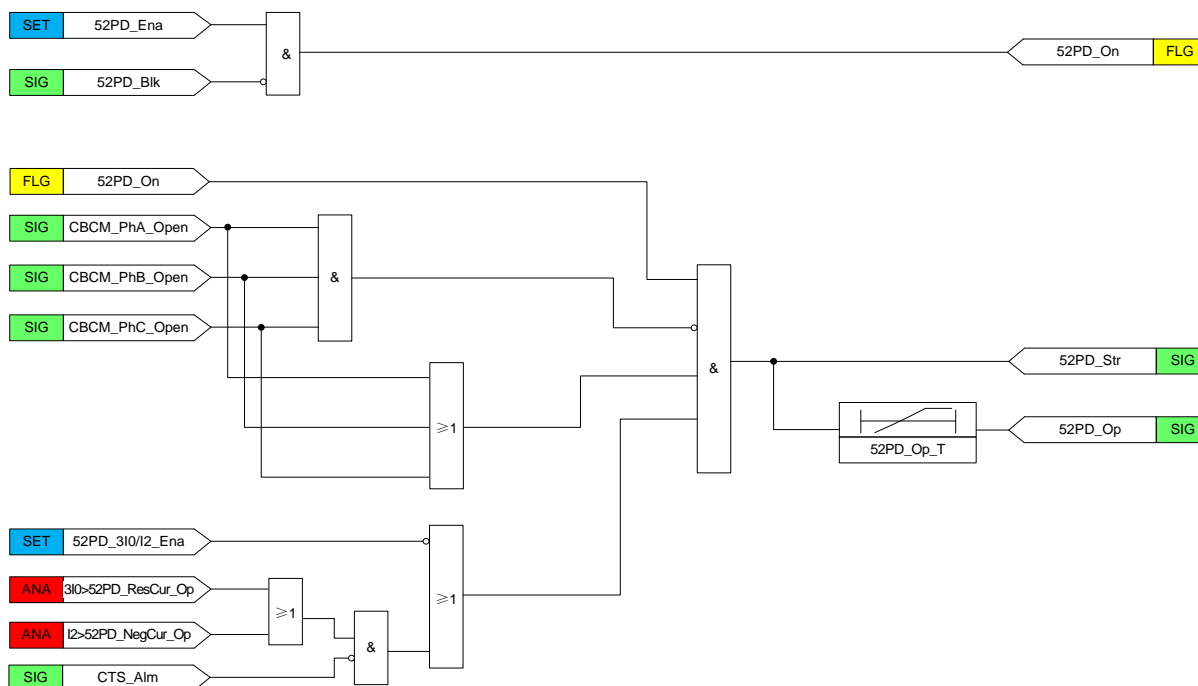 SET 52PD_Ena
&
52PD_On FLG
SIG 52PD_Blk
FLG 52PD_On
SIG CBCM_PhA_Open
SIG CBCM_PhB_Open
&
SIG CBCM_PhC_Open
52PD_Str SIG
&
≥1
52PD_Op SIG
52PD_Op_T
SET 52PD_3I0/I2_Ena
ANA 3I0>52PD_ResCur_Op
≥1
≥1
ANA I2>52PD_NegCur_Op
&
SIG CTS_Alm